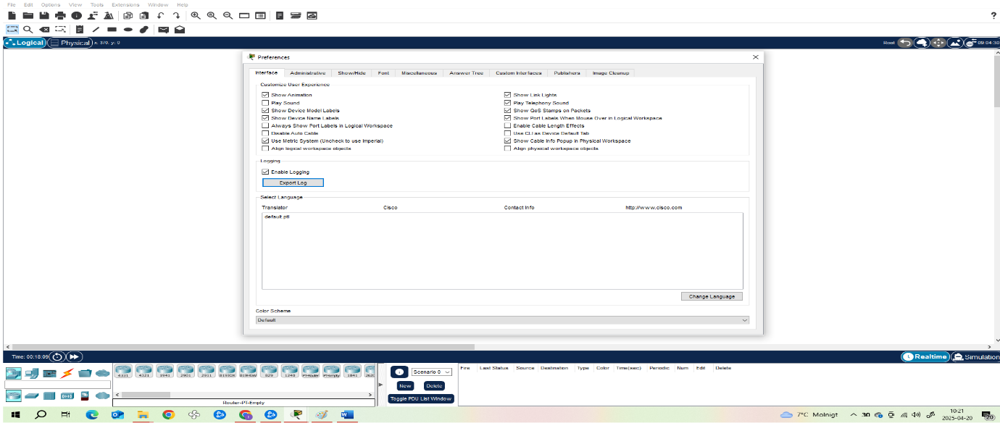 File Edit Options View Tools Extensions Window Help
?
Logical Physical x: 370, y: 0 Root 09:04:30
Preferences
Interface Administrative Show/Hide Font Miscellaneous Answer Tree Custom Interfaces Publishers Image Cleanup
Customize User Experience
Show Animation Show Link Lights
Play Sound Play Telephony Sound
Show Device Model Labels Show QoS Stamps on Packets
Show Device Name Labels Show Port Labels When Mouse Over in Logical Workspace
Always Show Port Labels in Logical Workspace Enable Cable Length Effects
Disable Auto Cable Use CLI as Device Default Tab
Use Metric System (Uncheck to use Imperial) Show Cable Info Popup in Physical Workspace
Align logical workspace objects Align physical workspace objects
Logging
Enable Logging
Export Log
Select Language
Translator Cisco Contact Info http://www.cisco.com
default.ptl
Change Language
Color Scheme
Default
Time: 00:18:09 Realtime Simulation
4331 4321 1941 2901 2911 819IOX 819HGW 829 1240 PT-Router PT-Empty 1841 2620
Scenario 0
New Delete
Toggle PDU List Window
Fire Last Status Source Destination Type Color Time(sec) Periodic Num Edit Delete
Router-PT-Empty
7°C Molnigt 10:21
2025-04-20
20